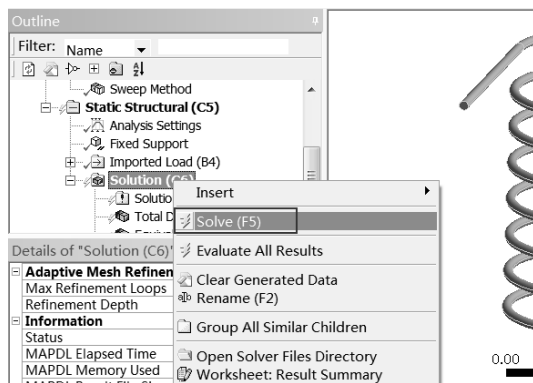 Outline
Filter: Name
Sweep Method
Static Structural (C5)
Analysis Settings
Fixed Support
Imported Load (B4)
Solution (C6)
Solutio
Total D
Insert
Solve (F5)
Evaluate All Results
Clear Generated Data
Rename (F2)
Group All Similar Children
Open Solver Files Directory
Worksheet: Result Summary
Details of "Solution (C6)"
Adaptive Mesh Refinen
Max Refinement Loops
Refinement Depth
Information
Status
MAPDL Elapsed Time
MAPDL Memory Used
0.00